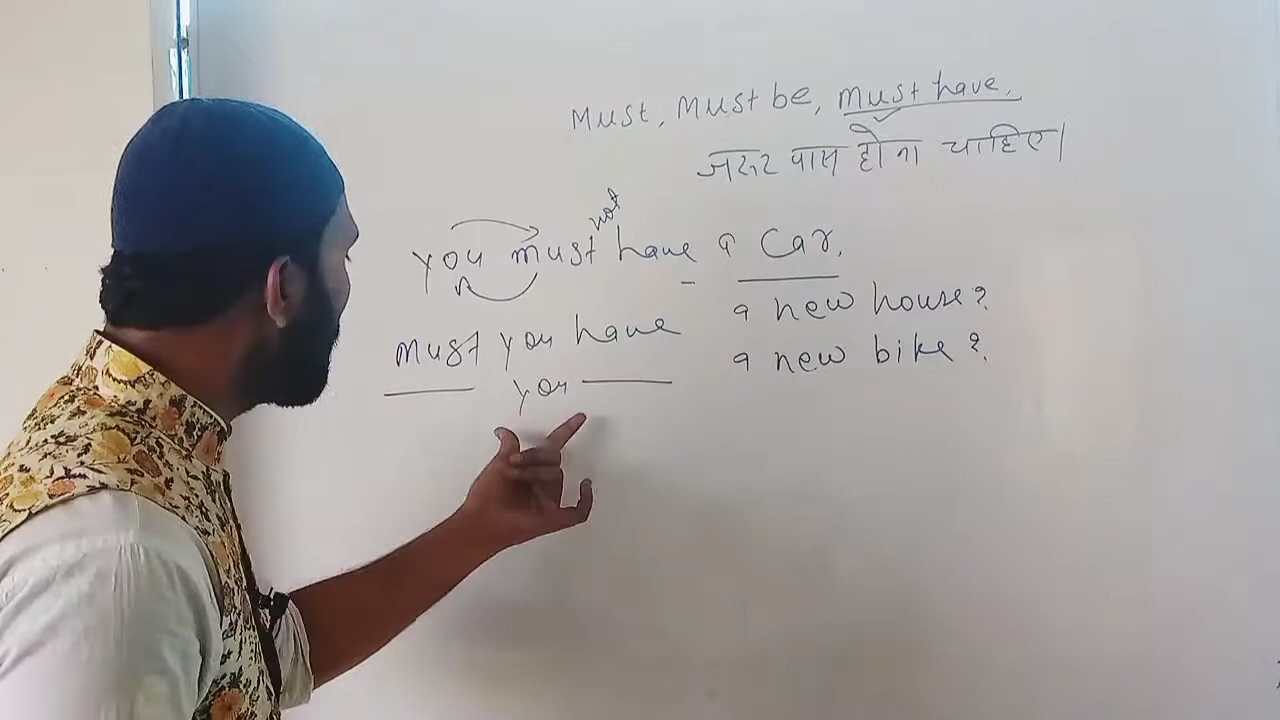 Must, Must be, Must have,
जरूर पास होना चाहिए।
not
you must have a Car.
must you have a new house?
you a new bike?